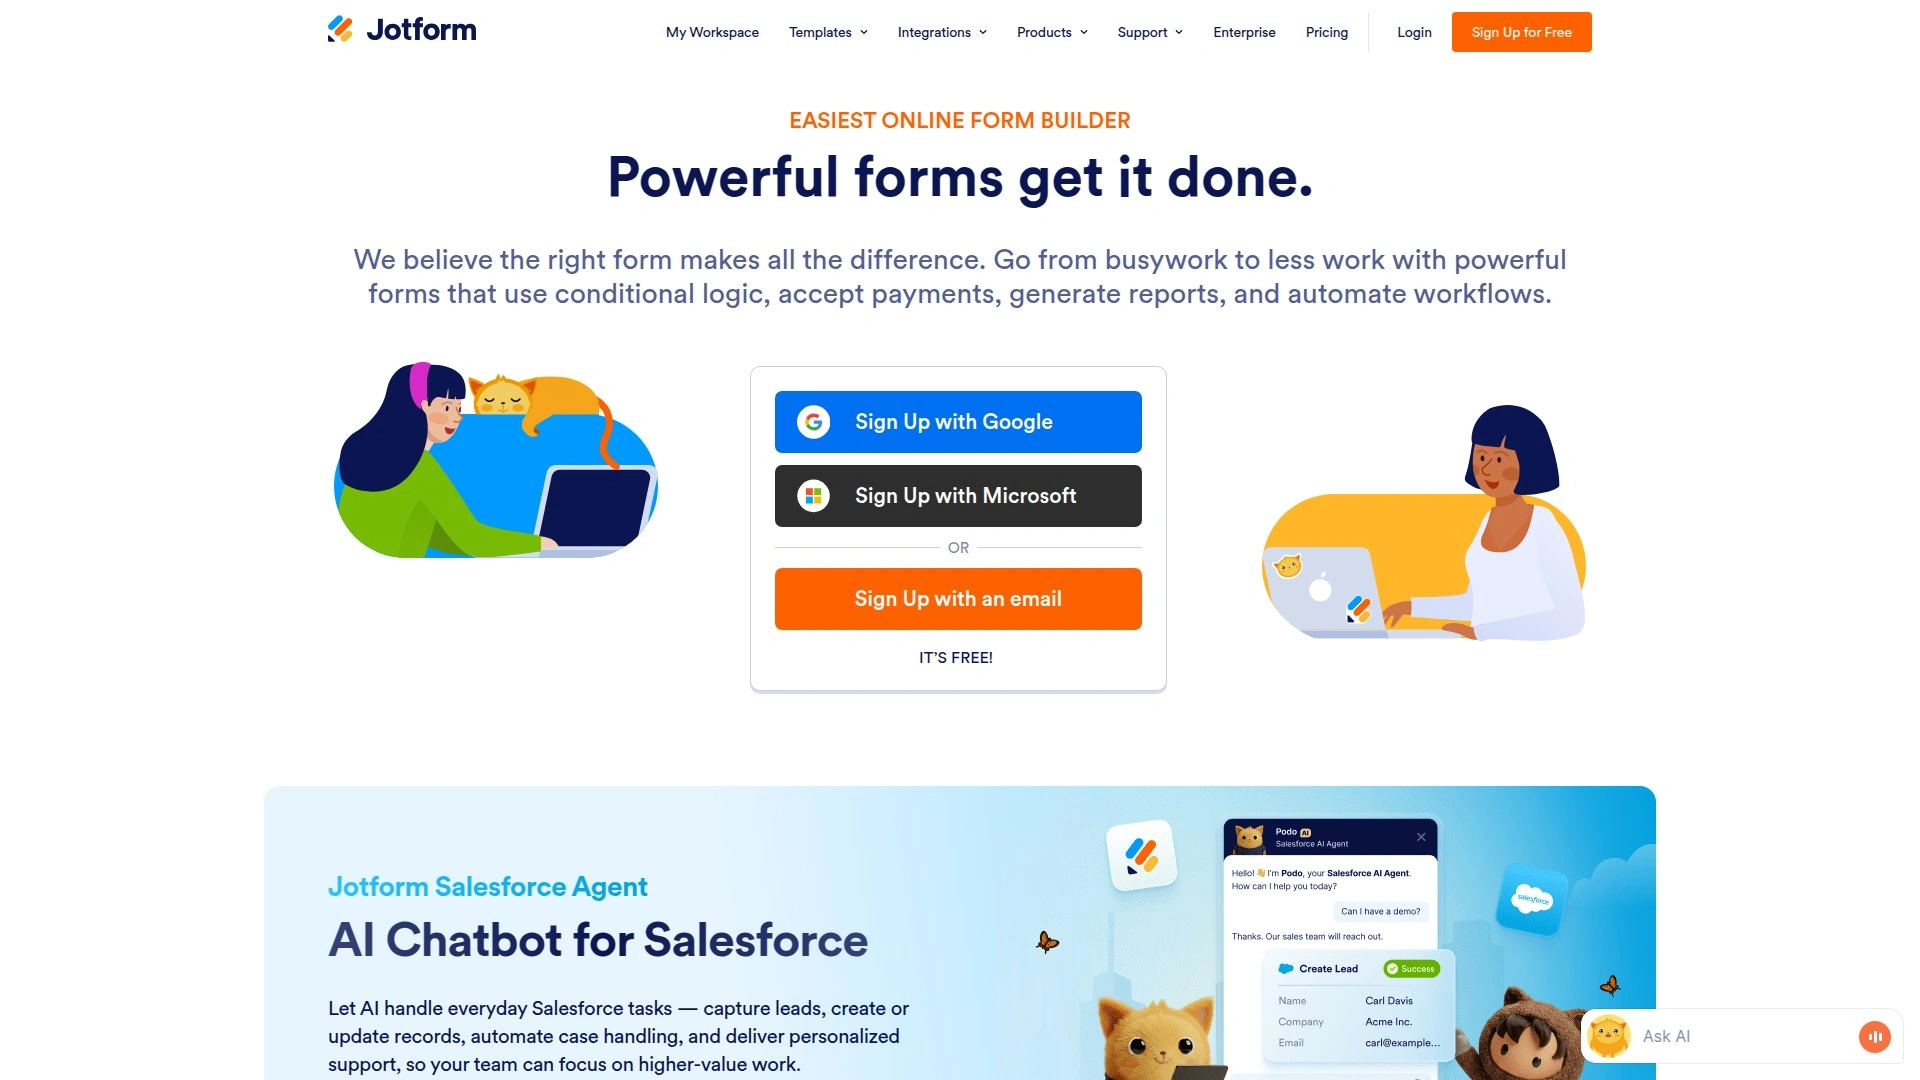 Jotform
My Workspace
Templates
Integrations
Products
Support
Enterprise
Pricing
Login
Sign Up for Free
EASIEST ONLINE FORM BUILDER
Powerful forms get it done.
We believe the right form makes all the difference. Go from busywork to less work with powerful
forms that use conditional logic, accept payments, generate reports, and automate workflows.
Sign Up with Google
Sign Up with Microsoft
OR
Sign Up with an email
IT'S FREE!
Jotform Salesforce Agent
AI Chatbot for Salesforce
Let AI handle everyday Salesforce tasks — capture leads, create or
update records, automate case handling, and deliver personalized
support, so your team can focus on higher-value work.
Podo AI
Salesforce AI Agent
Hello! 👋 I'm Podo, your Salesforce AI Agent.
How can I help you today?
Can I have a demo?
Thanks. Our sales team will reach out.
Create Lead
Success
Name Carl Davis
Company Acme Inc.
Email carl@example...
salesforce
Ask AI